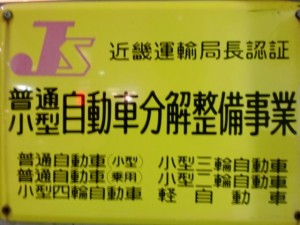 JS
近畿運輸局長認証
普通
小型
自動車分解整備事業
普通自動車(小型) 小型三輪自動車
普通自動車(乗用) 小型二輪自動車
小型四輪自動車 軽自動車